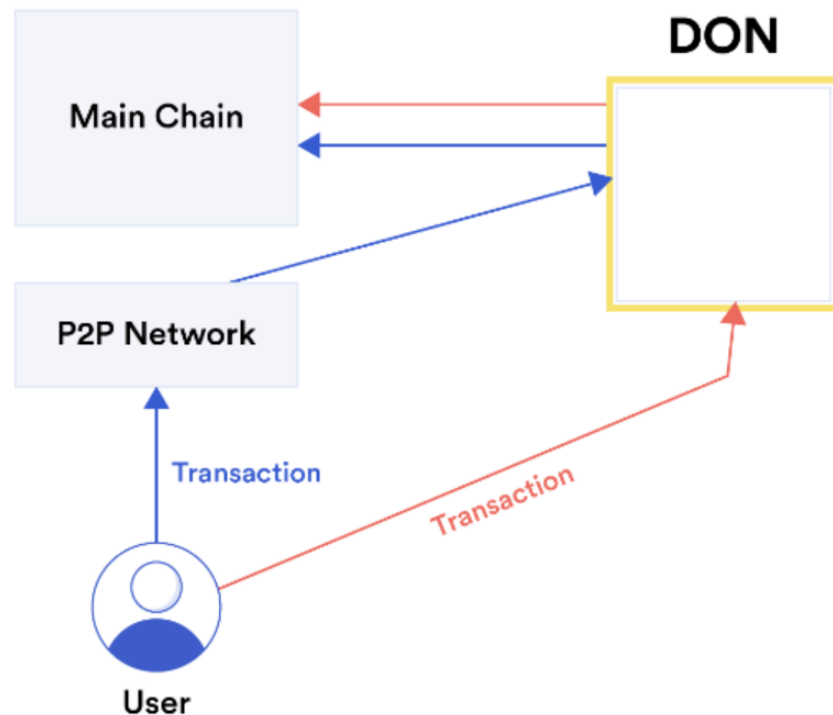 DON
Main Chain
P2P Network
Transaction
Transaction
User